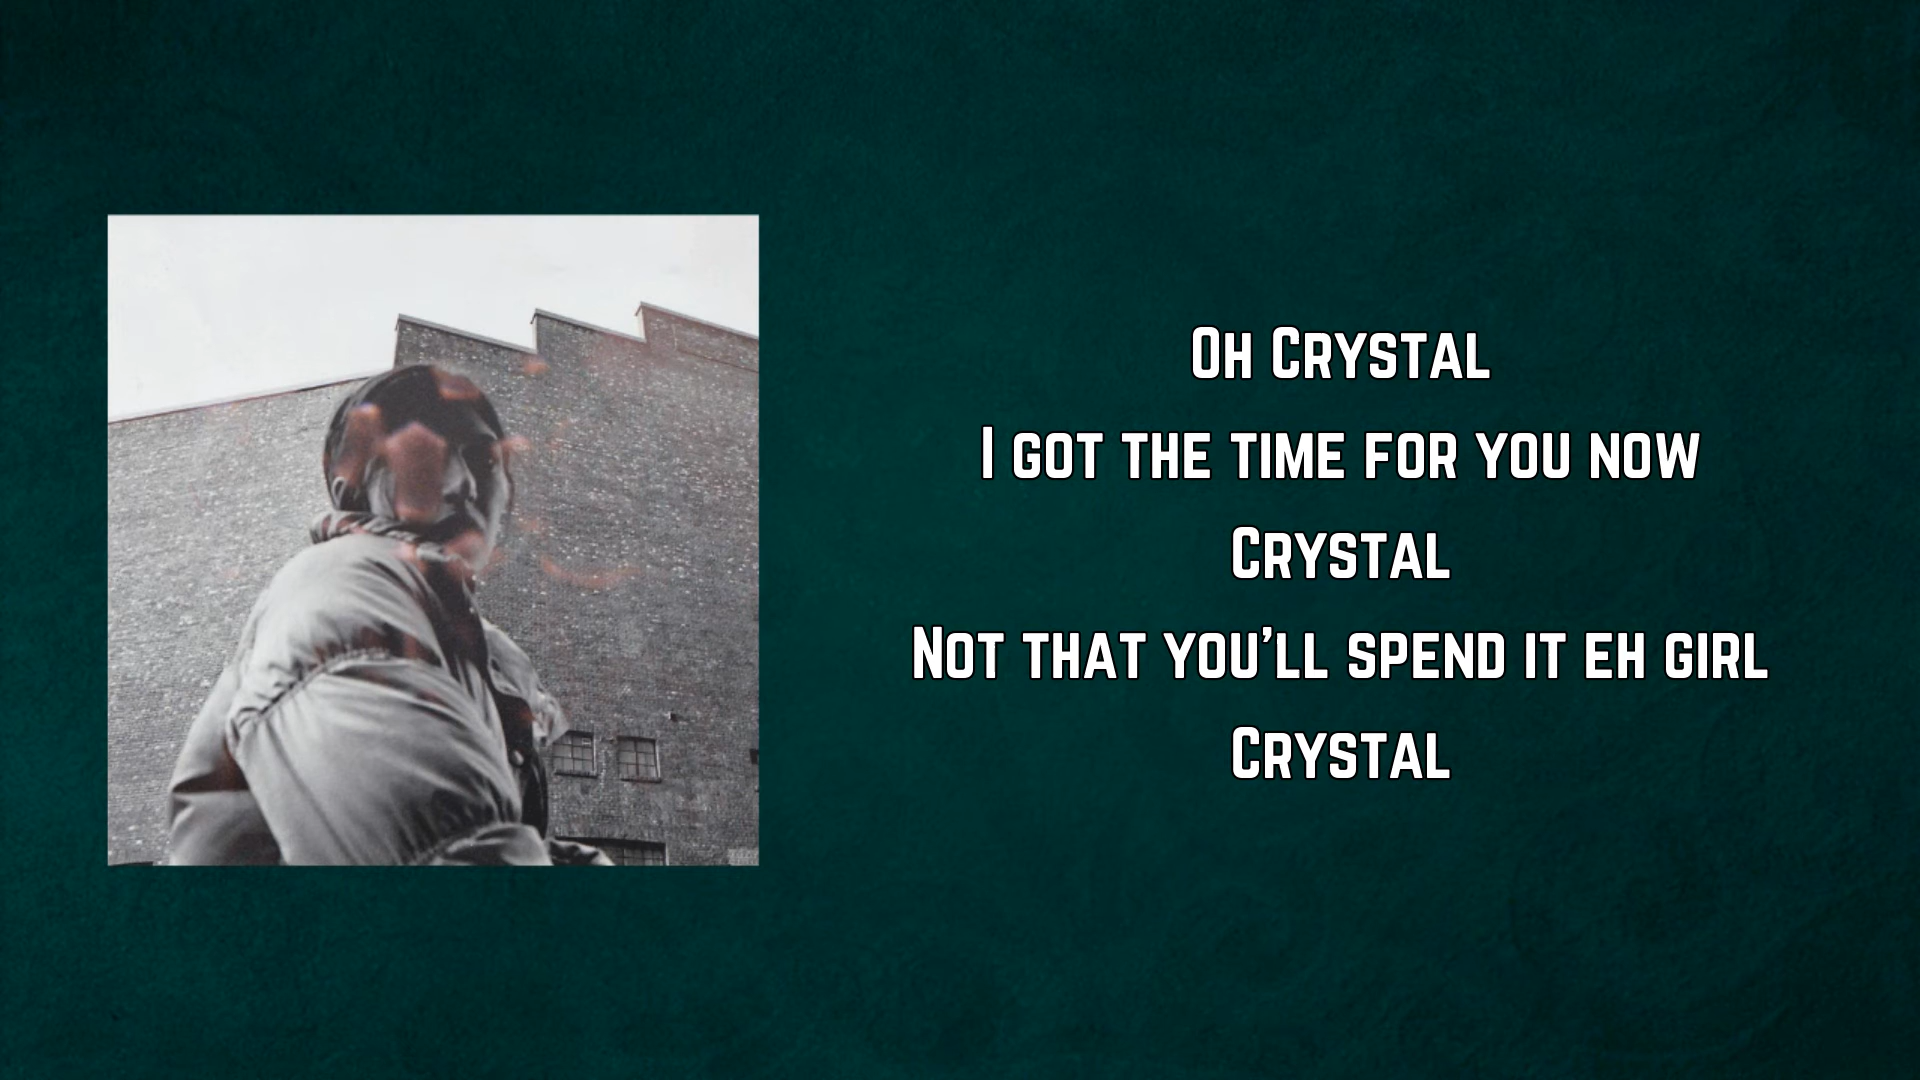 Oh Crystal
I got the time for you now
Crystal
Not that you'll spend it eh girl
Crystal